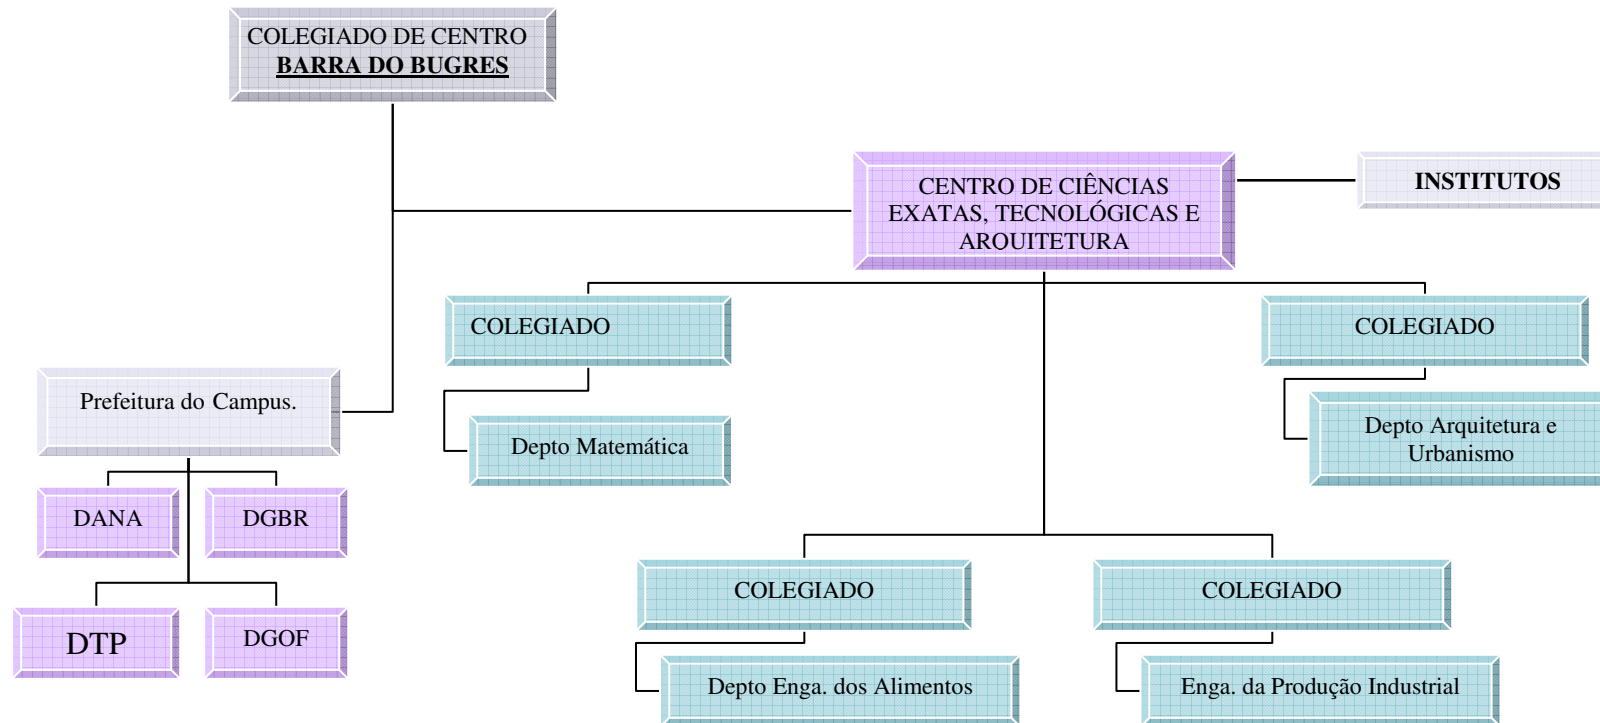 COLEGIADO DE CENTRO
BARRA DO BUGRES
CENTRO DE CIÊNCIAS
EXATAS, TECNOLÓGICAS E
ARQUITETURA
INSTITUTOS
COLEGIADO
COLEGIADO
Prefeitura do Campus.
Depto Matemática
Depto Arquitetura e
Urbanismo
DANA
DGBR
COLEGIADO
COLEGIADO
DTP
DGOF
Depto Enga. dos Alimentos
Enga. da Produção Industrial